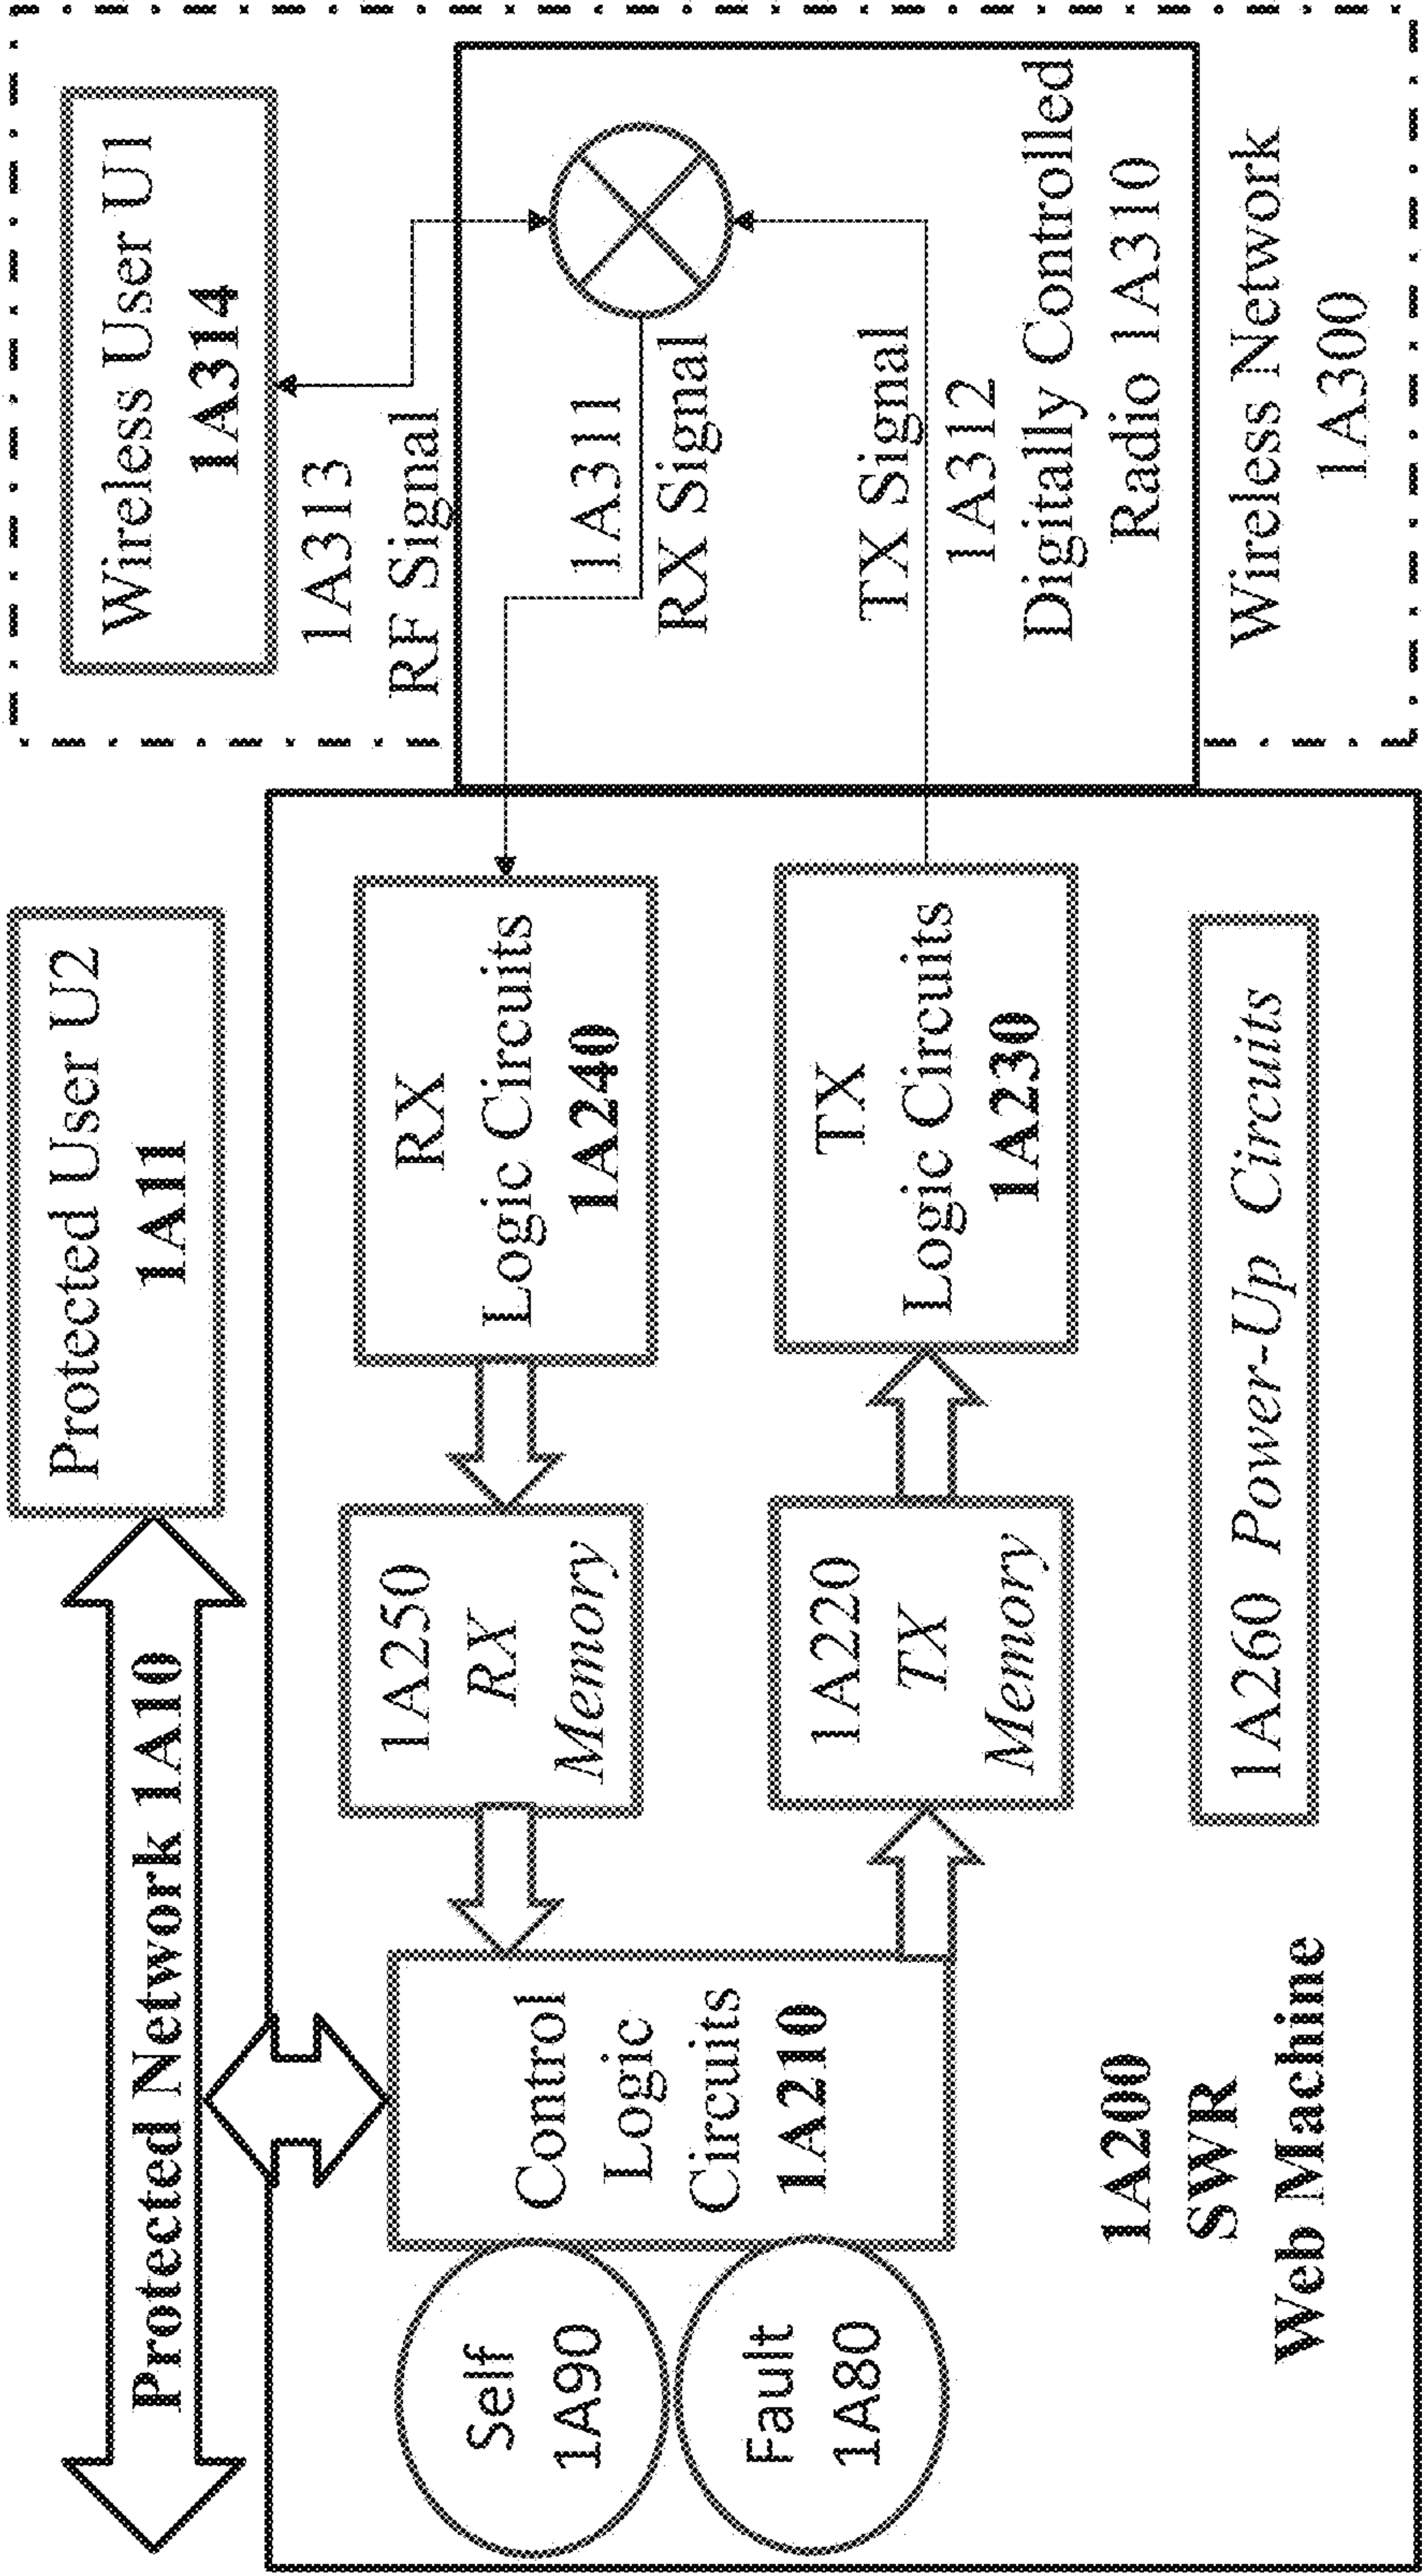 Protected Network 1A10
Protected User U2
1A11
Wireless User U1
1A314
1A313
RF Signal
Self
1A90
Fault
1A80
Control
Logic
Circuits
1A210
1A250
RX
Memory
RX
Logic Circuits
1A240
1A311
RX Signal
1A220
TX
Memory
TX
Logic Circuits
1A230
TX Signal
1A312
Digitally Controlled
Radio 1A310
1A200
SWR
Web Machine
1A260 Power-Up Circuits
Wireless Network
1A300